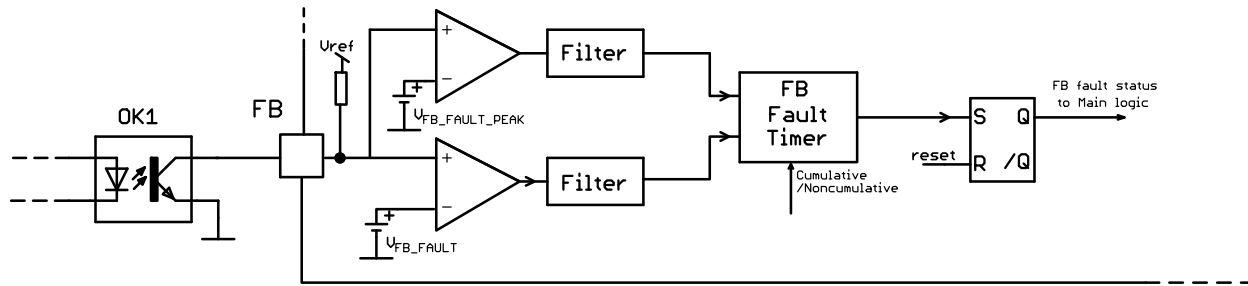 OK1
FB
Vref
+
−
+
VFB_FAULT_PEAK
Filter
+
−
+
VFB_FAULT
Filter
FB
Fault
Timer
Cumulative
/Noncumulative
S Q
reset
R /Q
FB fault status
to Main logic